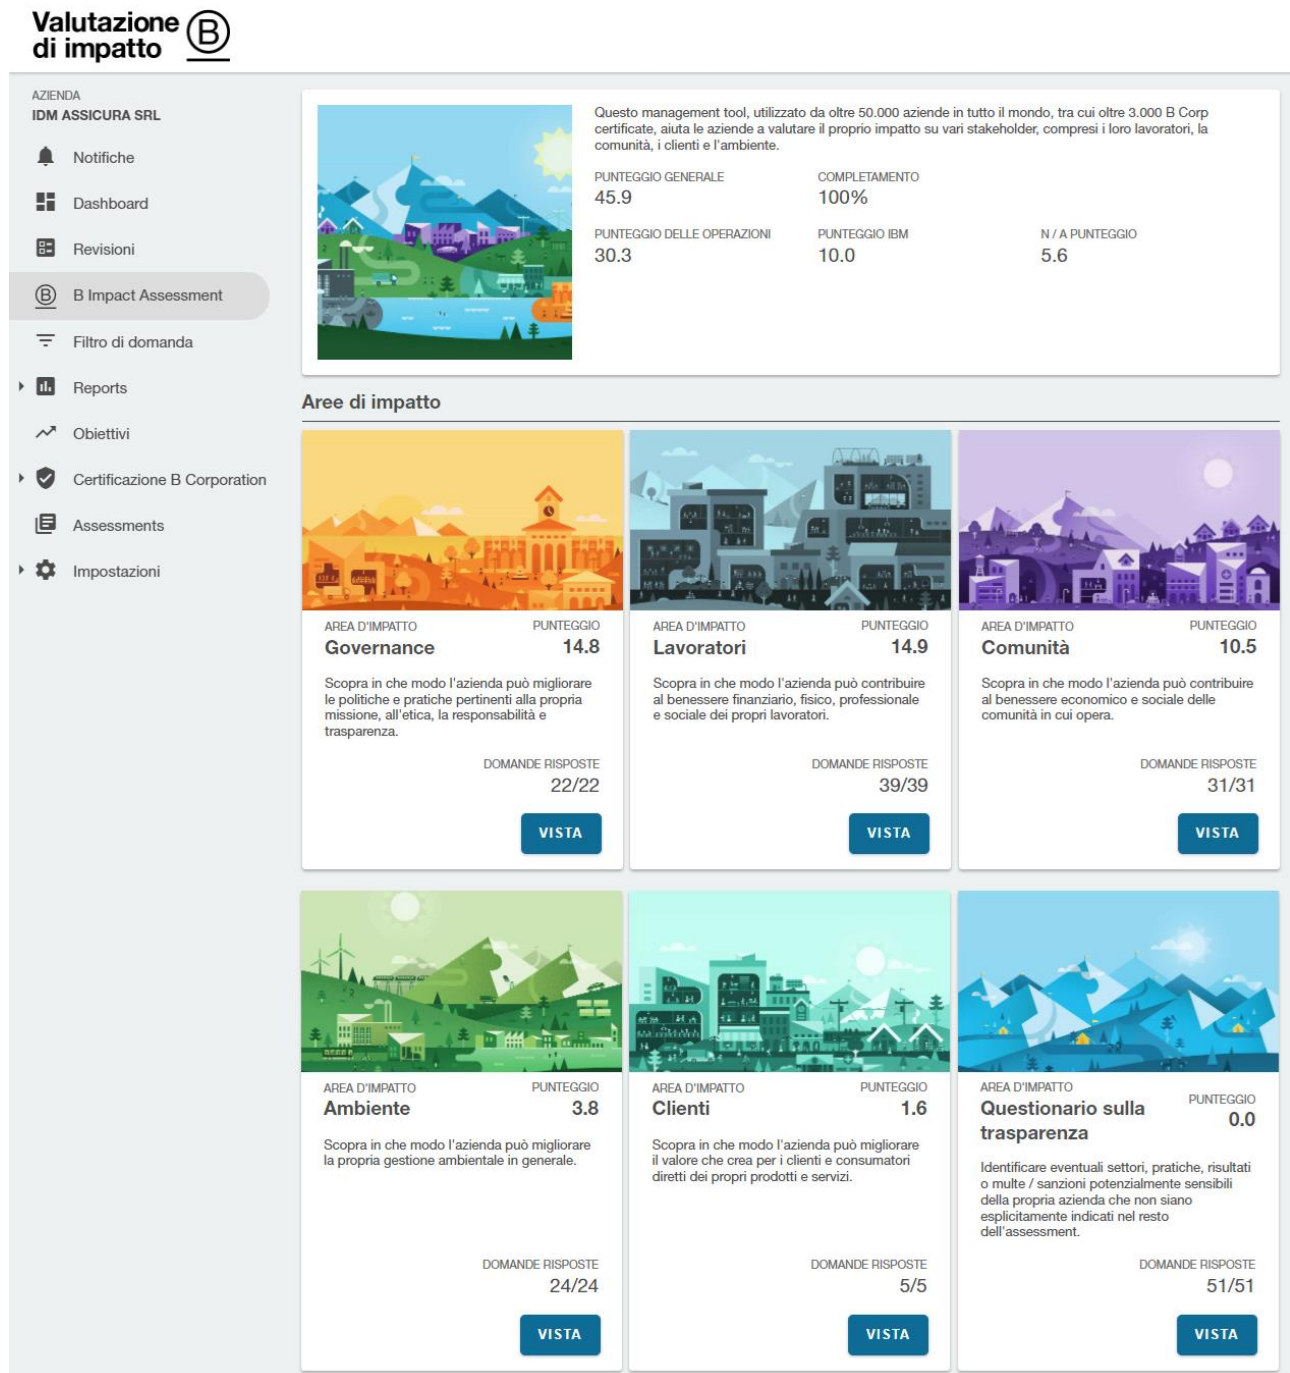 Valutazione
di impatto
B
AZIENDA
IDM ASSICURA SRL
Notifiche
Dashboard
Revisioni
B B Impact Assessment
Filtro di domanda
Reports
Obiettivi
Certificazione B Corporation
Assessments
Impostazioni
Questo management tool, utilizzato da oltre 50.000 aziende in tutto il mondo, tra cui oltre 3.000 B Corp
certificate, aiuta le aziende a valutare il proprio impatto su vari stakeholder, compresi i loro lavoratori, la
comunità, i clienti e l'ambiente.
PUNTEGGIO GENERALE COMPLETAMENTO
45.9 100%
PUNTEGGIO DELLE OPERAZIONI PUNTEGGIO IBM N / A PUNTEGGIO
30.3 10.0 5.6
Aree di impatto
AREA D'IMPATTO PUNTEGGIO
Governance 14.8
Scopra in che modo l'azienda può migliorare
le politiche e pratiche pertinenti alla propria
missione, all'etica, la responsabilità e
trasparenza.
DOMANDE RISPOSTE
22/22
VISTA
AREA D'IMPATTO PUNTEGGIO
Lavoratori 14.9
Scopra in che modo l'azienda può contribuire
al benessere finanziario, fisico, professionale
e sociale dei propri lavoratori.
DOMANDE RISPOSTE
39/39
VISTA
AREA D'IMPATTO PUNTEGGIO
Comunità 10.5
Scopra in che modo l'azienda può contribuire
al benessere economico e sociale delle
comunità in cui opera.
DOMANDE RISPOSTE
31/31
VISTA
AREA D'IMPATTO PUNTEGGIO
Ambiente 3.8
Scopra in che modo l'azienda può migliorare
la propria gestione ambientale in generale.
DOMANDE RISPOSTE
24/24
VISTA
AREA D'IMPATTO PUNTEGGIO
Clienti 1.6
Scopra in che modo l'azienda può migliorare
il valore che crea per i clienti e consumatori
diretti dei propri prodotti e servizi.
DOMANDE RISPOSTE
5/5
VISTA
AREA D'IMPATTO PUNTEGGIO
Questionario sulla 0.0
trasparenza
Identificare eventuali settori, pratiche, risultati
o multe / sanzioni potenzialmente sensibili
della propria azienda che non siano
esplicitamente indicati nel resto
dell'assessment.
DOMANDE RISPOSTE
51/51
VISTA